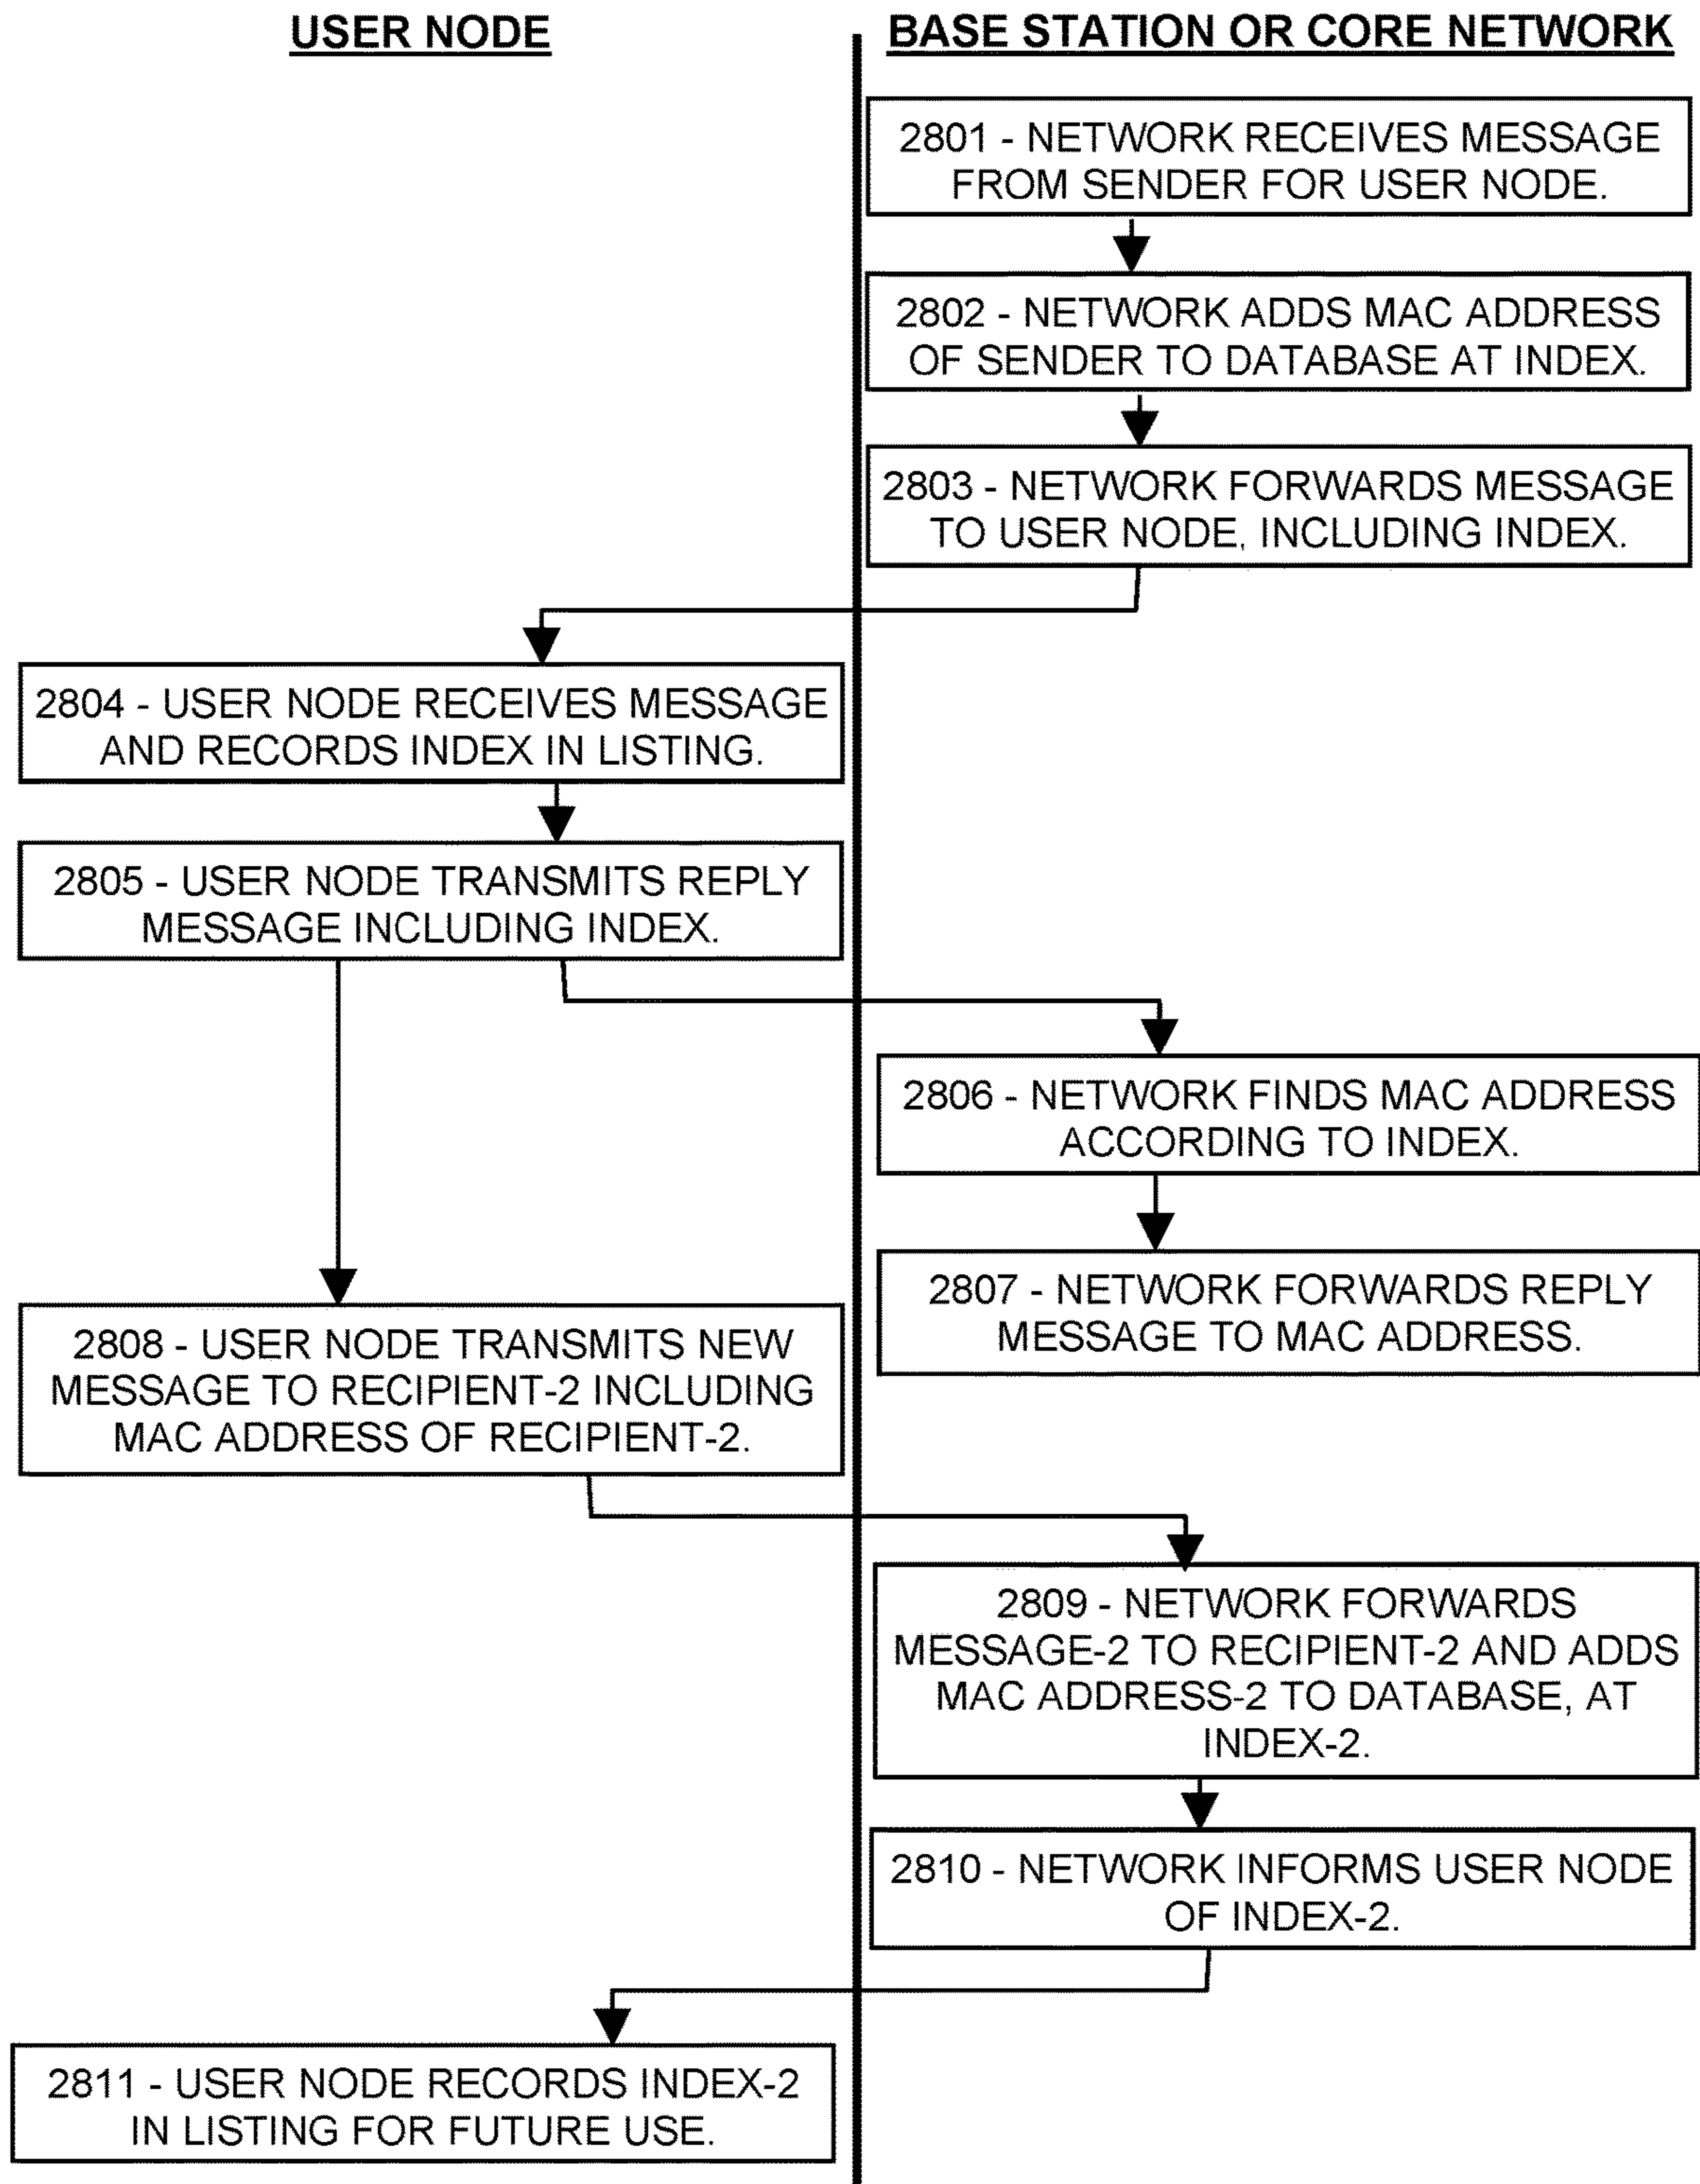 USER NODE
BASE STATION OR CORE NETWORK
2801 - NETWORK RECEIVES MESSAGE
FROM SENDER FOR USER NODE.
2802 - NETWORK ADDS MAC ADDRESS
OF SENDER TO DATABASE AT INDEX.
2803 - NETWORK FORWARDS MESSAGE
TO USER NODE, INCLUDING INDEX.
2804 - USER NODE RECEIVES MESSAGE
AND RECORDS INDEX IN LISTING.
2805 - USER NODE TRANSMITS REPLY
MESSAGE INCLUDING INDEX.
2806 - NETWORK FINDS MAC ADDRESS
ACCORDING TO INDEX.
2807 - NETWORK FORWARDS REPLY
MESSAGE TO MAC ADDRESS.
2808 - USER NODE TRANSMITS NEW
MESSAGE TO RECIPIENT-2 INCLUDING
MAC ADDRESS OF RECIPIENT-2.
2809 - NETWORK FORWARDS
MESSAGE-2 TO RECIPIENT-2 AND ADDS
MAC ADDRESS-2 TO DATABASE, AT
INDEX-2.
2810 - NETWORK INFORMS USER NODE
OF INDEX-2.
2811 - USER NODE RECORDS INDEX-2
IN LISTING FOR FUTURE USE.